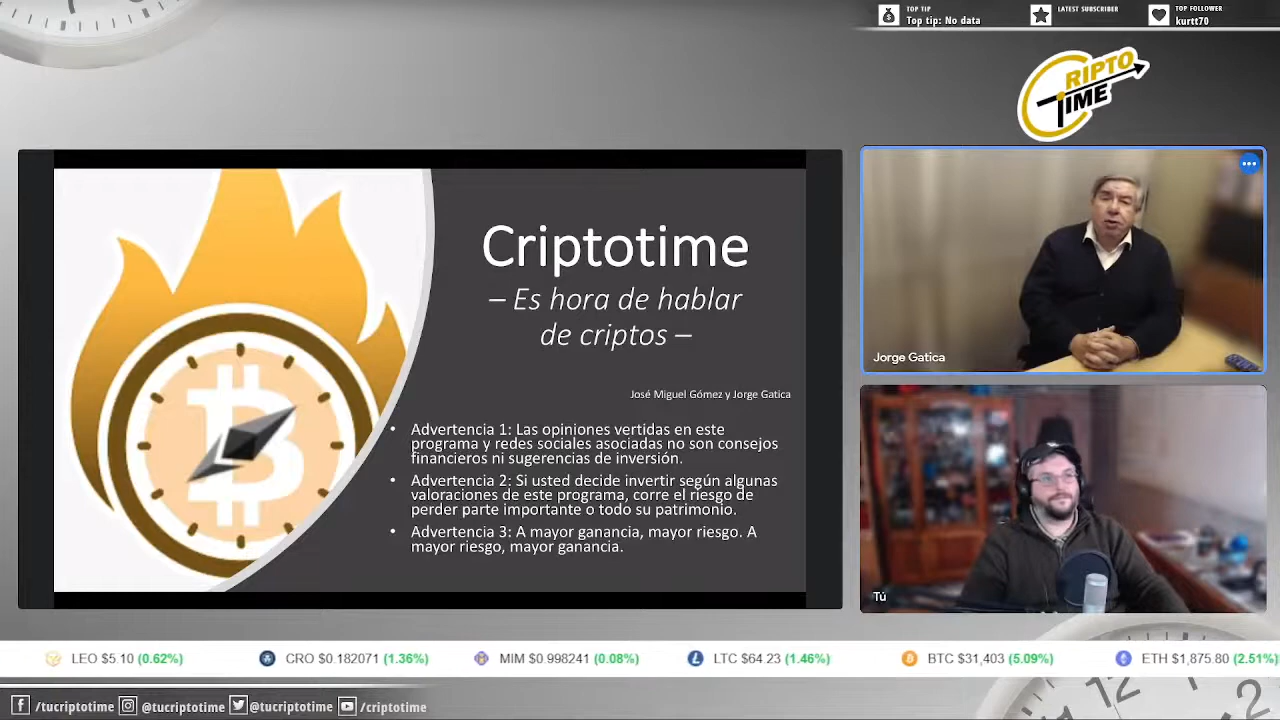 TOP TIP
Top tip: No data
LATEST SUBSCRIBER
TOP FOLLOWER
kurtt70
RIPTO
TIME
Criptotime
– Es hora de hablar
de criptos –
José Miguel Gómez y Jorge Gatica
• Advertencia 1: Las opiniones vertidas en este
programa y redes sociales asociadas no son consejos
financieros ni sugerencias de inversión.
• Advertencia 2: Si usted decide invertir según algunas
valoraciones de este programa, corre el riesgo de
perder parte importante o todo su patrimonio.
• Advertencia 3: A mayor ganancia, mayor riesgo. A
mayor riesgo, mayor ganancia.
Jorge Gatica
Tú
LEO $5.10 (0.62%) CRO $0.182071 (1.36%) MIM $0.998241 (0.08%) LTC $64.23 (1.46%) BTC $31,403 (5.09%) ETH $1,875.80 (2.51%)
/tucriptotime @tucriptotime @tucriptotime /criptotime
12 1 2